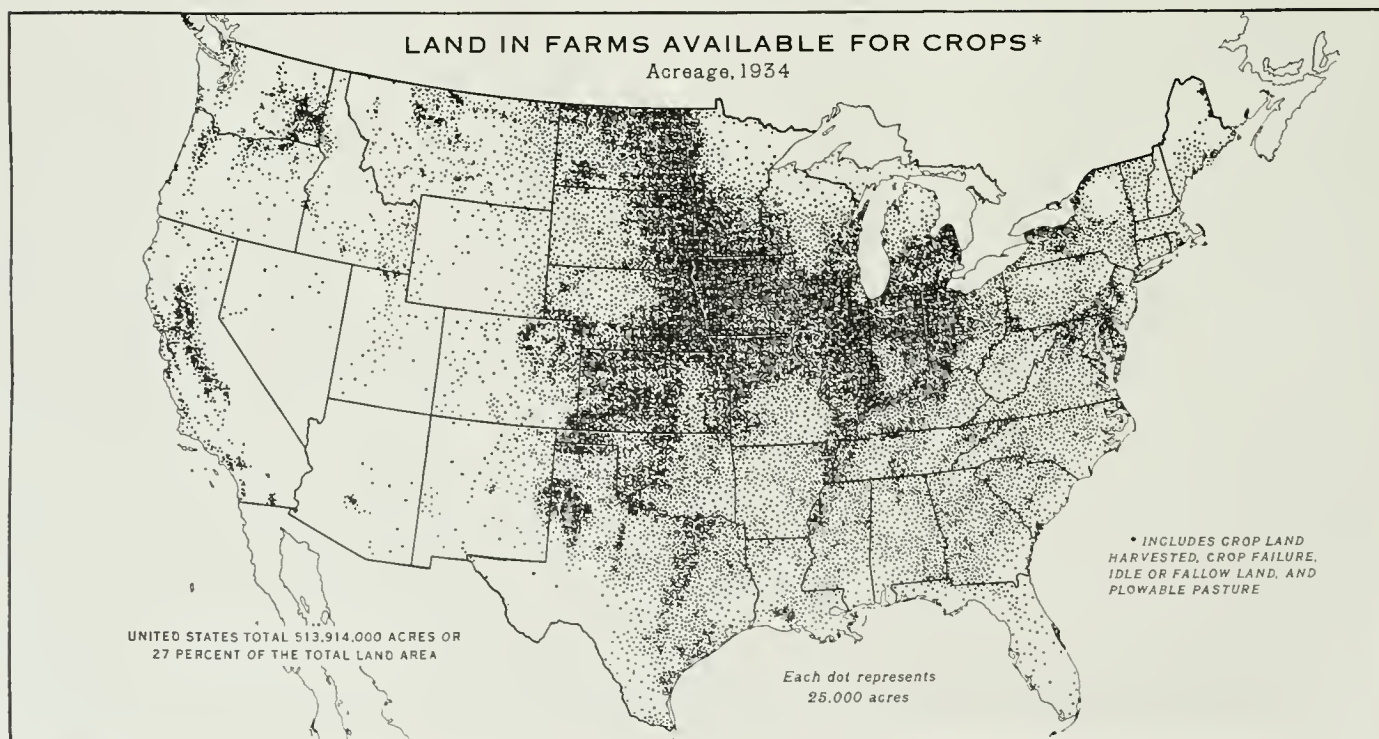 LAND IN FARMS AVAILABLE FOR CROPS*
Acreage, 1934
* INCLUDES CROP LAND
HARVESTED, CROP FAILURE,
IDLE OR FALLOW LAND, AND
PLOWABLE PASTURE
UNITED STATES TOTAL 513,914,000 ACRES OR
27 PERCENT OF THE TOTAL LAND AREA
Each dot represents
25,000 acres